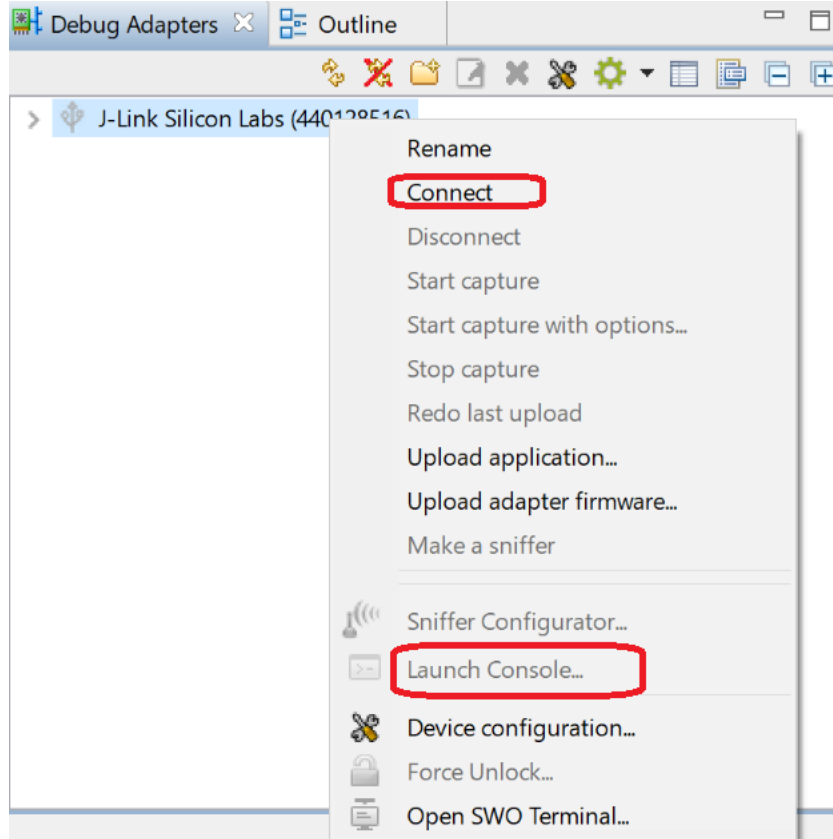 Debug Adapters Outline
J-Link Silicon Labs (440128516)
Rename
Connect
Disconnect
Start capture
Start capture with options...
Stop capture
Redo last upload
Upload application...
Upload adapter firmware...
Make a sniffer
Sniffer Configurator...
Launch Console...
Device configuration...
Force Unlock...
Open SWO Terminal...